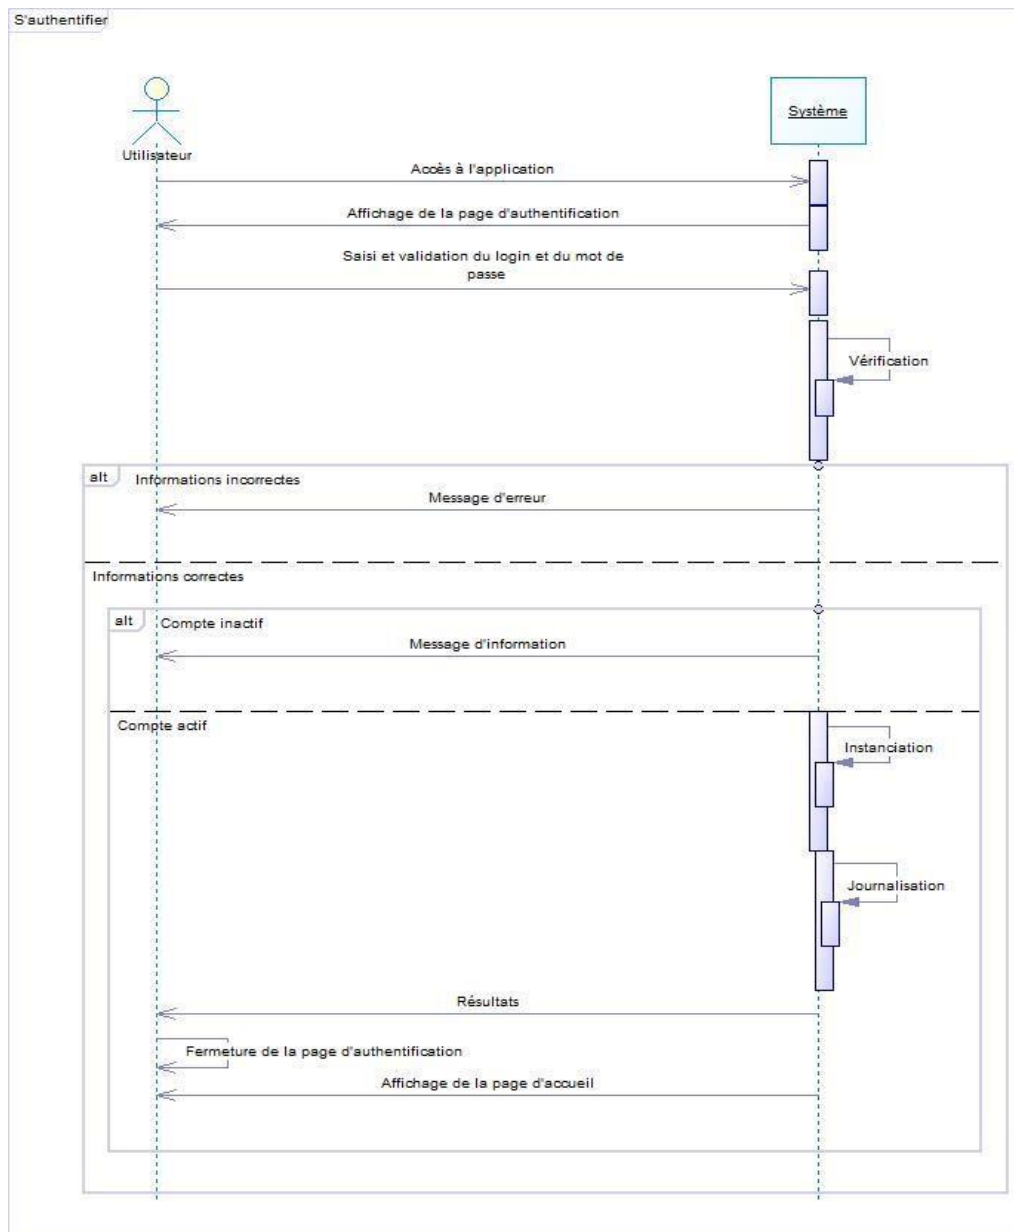 S'authentifier
Système
Utilisateur
Accès à l'application
Affichage de la page d'authentification
Saisi et validation du login et du mot de
passe
Vérification
alt
Informations incorrectes
Message d'erreur
Informations correctes
alt
Compte inactif
Message d'information
Compte actif
Instanciation
Journalisation
Résultats
Fermeture de la page d'authentification
Affichage de la page d'accueil